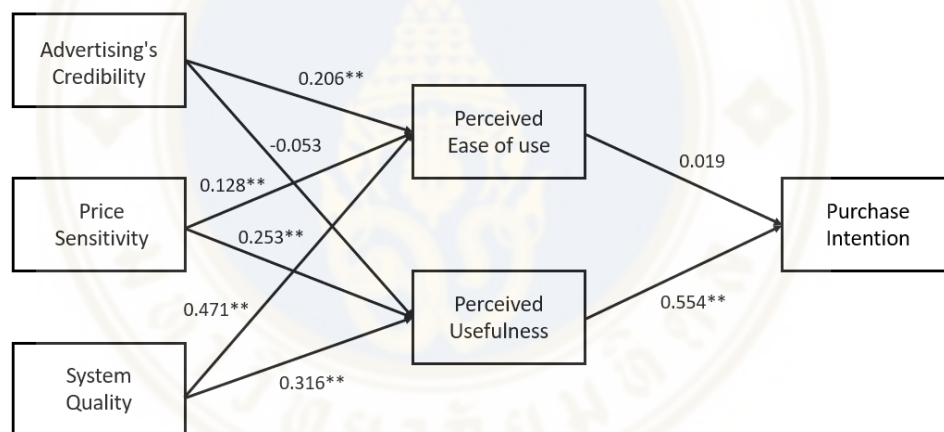 Advertising's
Credibility
0.206**
Perceived
Ease of use
-0.053
0.019
0.128**
Price
Sensitivity
0.253**
Purchase
Intention
0.471**
Perceived
Usefulness
0.554**
System
Quality
0.316**